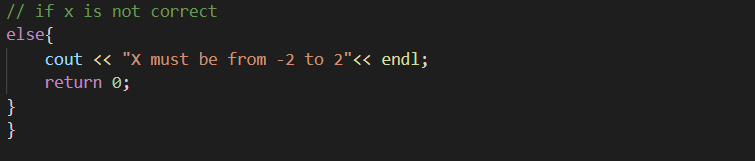 // if x is not correct
else{
    cout << "X must be from -2 to 2"<< endl;
    return 0;
}
}